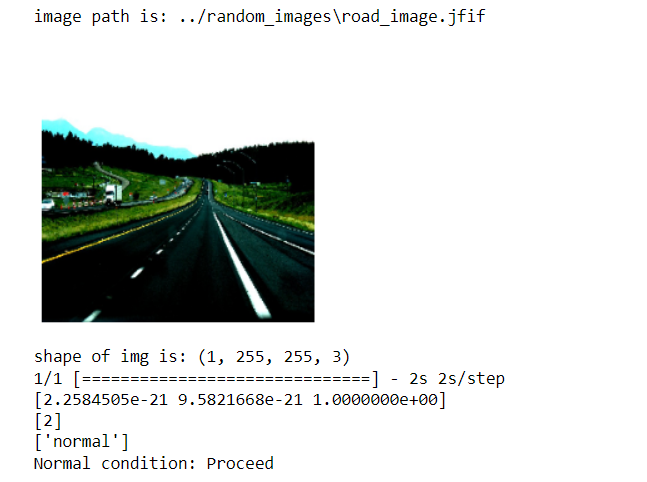 image path is: ../random_images\road_image.jfif
shape of img is: (1, 255, 255, 3)
1/1 [==============================] - 2s 2s/step
[2.2584505e-21 9.5821668e-21 1.0000000e+00]
[2]
['normal']
Normal condition: Proceed